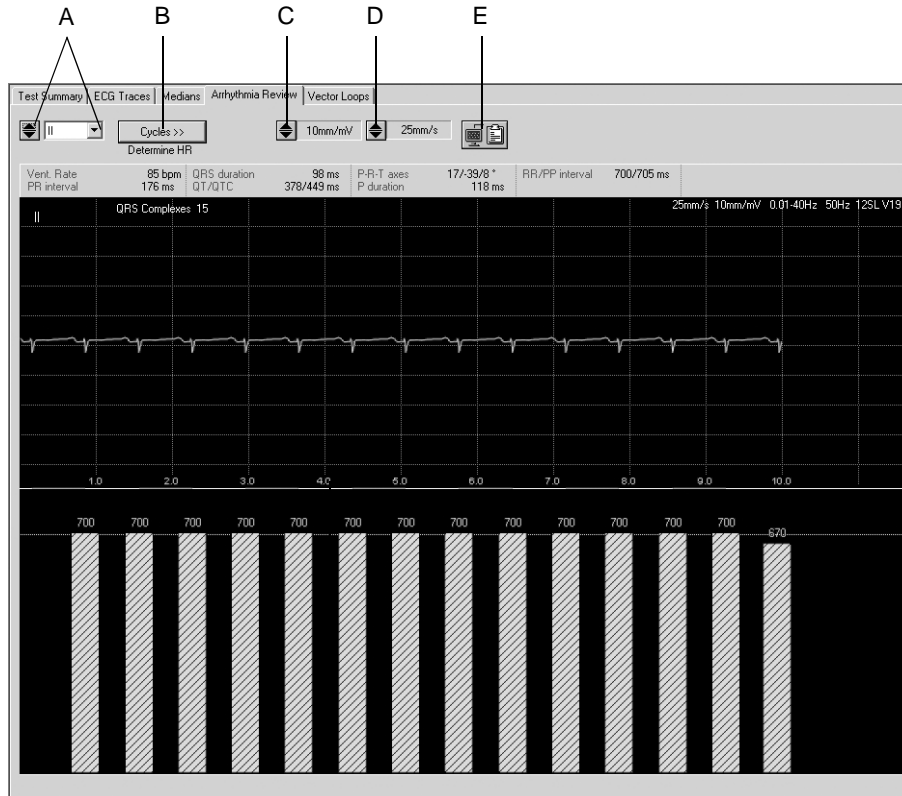 A B C D E
Test Summary ECG Traces Medians Arrhythmia Review Vector Loops
II Cycles >> 10mm/mV 25mm/s
Determine HR
Vent. Rate 85 bpm QRS duration 98 ms P-R-T axes 17/-39/8 ° RR/PP interval 700/705 ms
PR interval 176 ms QT/QTC 378/449 ms P duration 118 ms
II QRS Complexes 15 25mm/s 10mm/mV 0.01-40Hz 50Hz 12SL V19
1.0 2.0 3.0 4.0 5.0 6.0 7.0 8.0 9.0 10.0
700 700 700 700 700 700 700 700 700 700 700 700 700 670